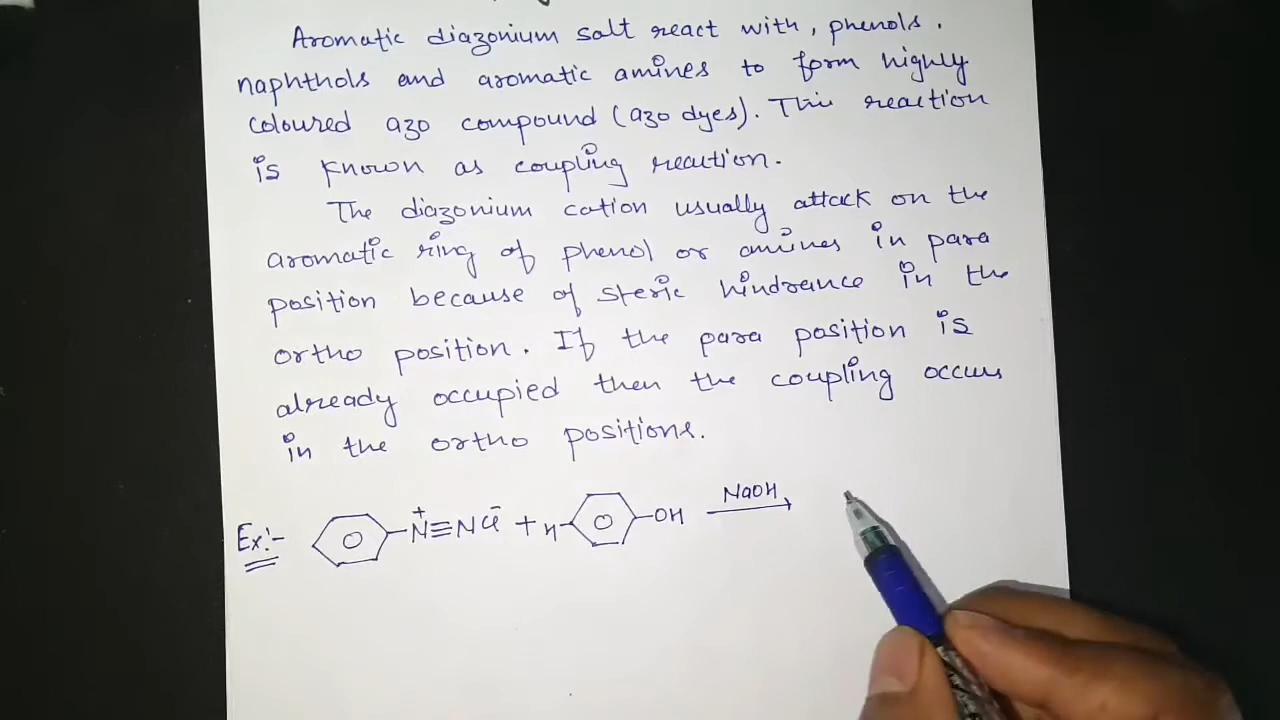 Aromatic diazonium salt react with, phenols.
naphthols and aromatic amines to form highly
coloured azo compound (azo dyes). This reaction
is known as coupling reaction.
The diazonium cation usually attack on the
aromatic ring of phenol or amines in para
position because of steric hindrance in the
ortho position. If the para position is
already occupied then the coupling occurs
in the ortho positions.
Ex:- N⁺≡NCl⁻ + H OH NaOH